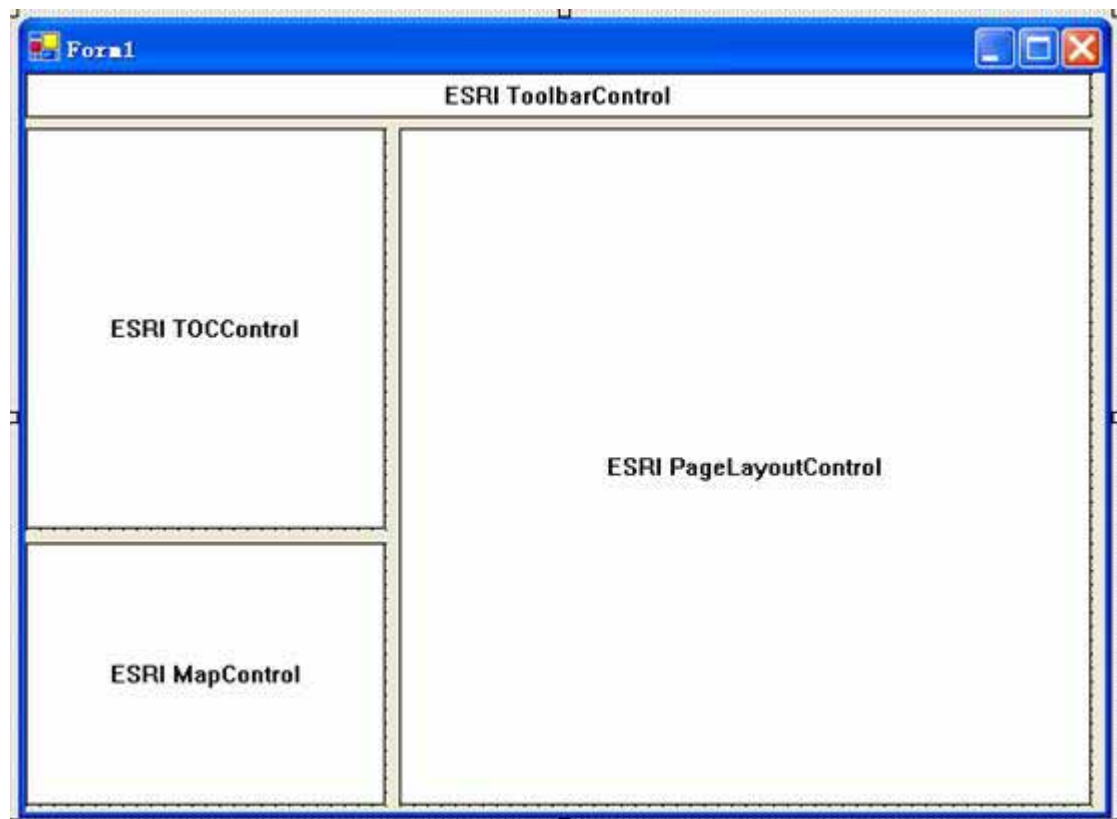 Form1
ESRI ToolbarControl
ESRI TOCControl
ESRI PageLayoutControl
ESRI MapControl